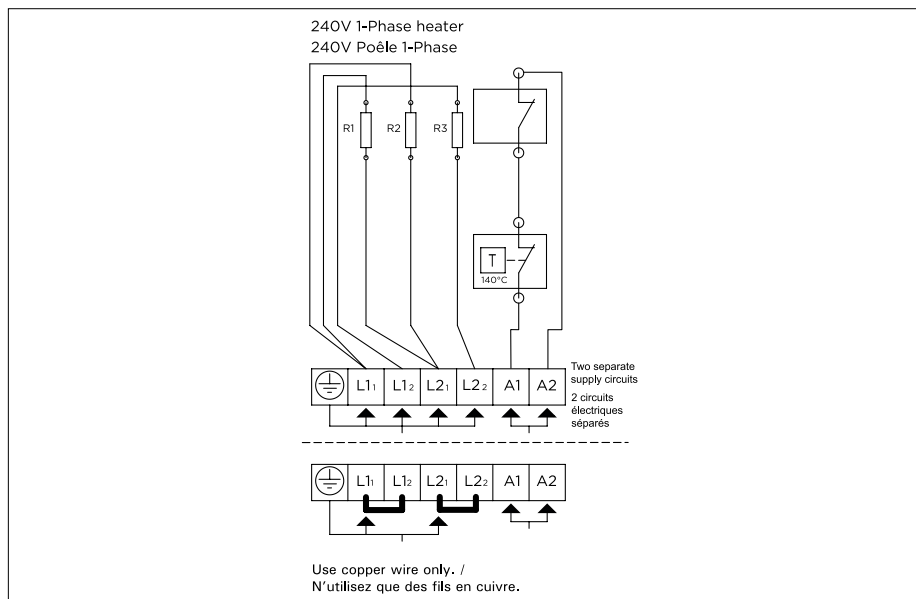 240V 1-Phase heater
240V Poêle 1-Phase
R1 R2 R3
T
140°C
L1₁ L1₂ L2₁ L2₂ A1 A2
Two separate
supply circuits
2 circuits
électriques
séparés
L1₁ L1₂ L2₁ L2₂ A1 A2
Use copper wire only. /
N'utilisez que des fils en cuivre.